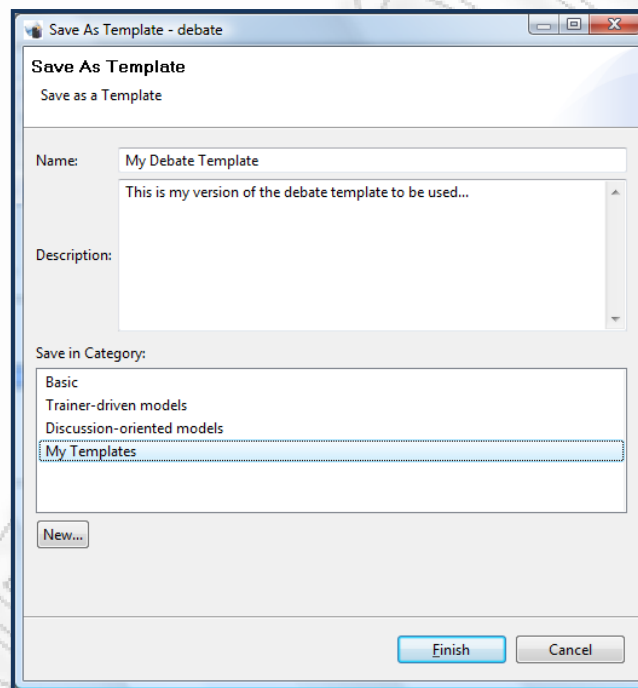 Save As Template - debate
Save As Template
Save as a Template
Name:
My Debate Template
Description:
This is my version of the debate template to be used...
Save in Category:
Basic
Trainer-driven models
Discussion-oriented models
My Templates
New...
Finish
Cancel